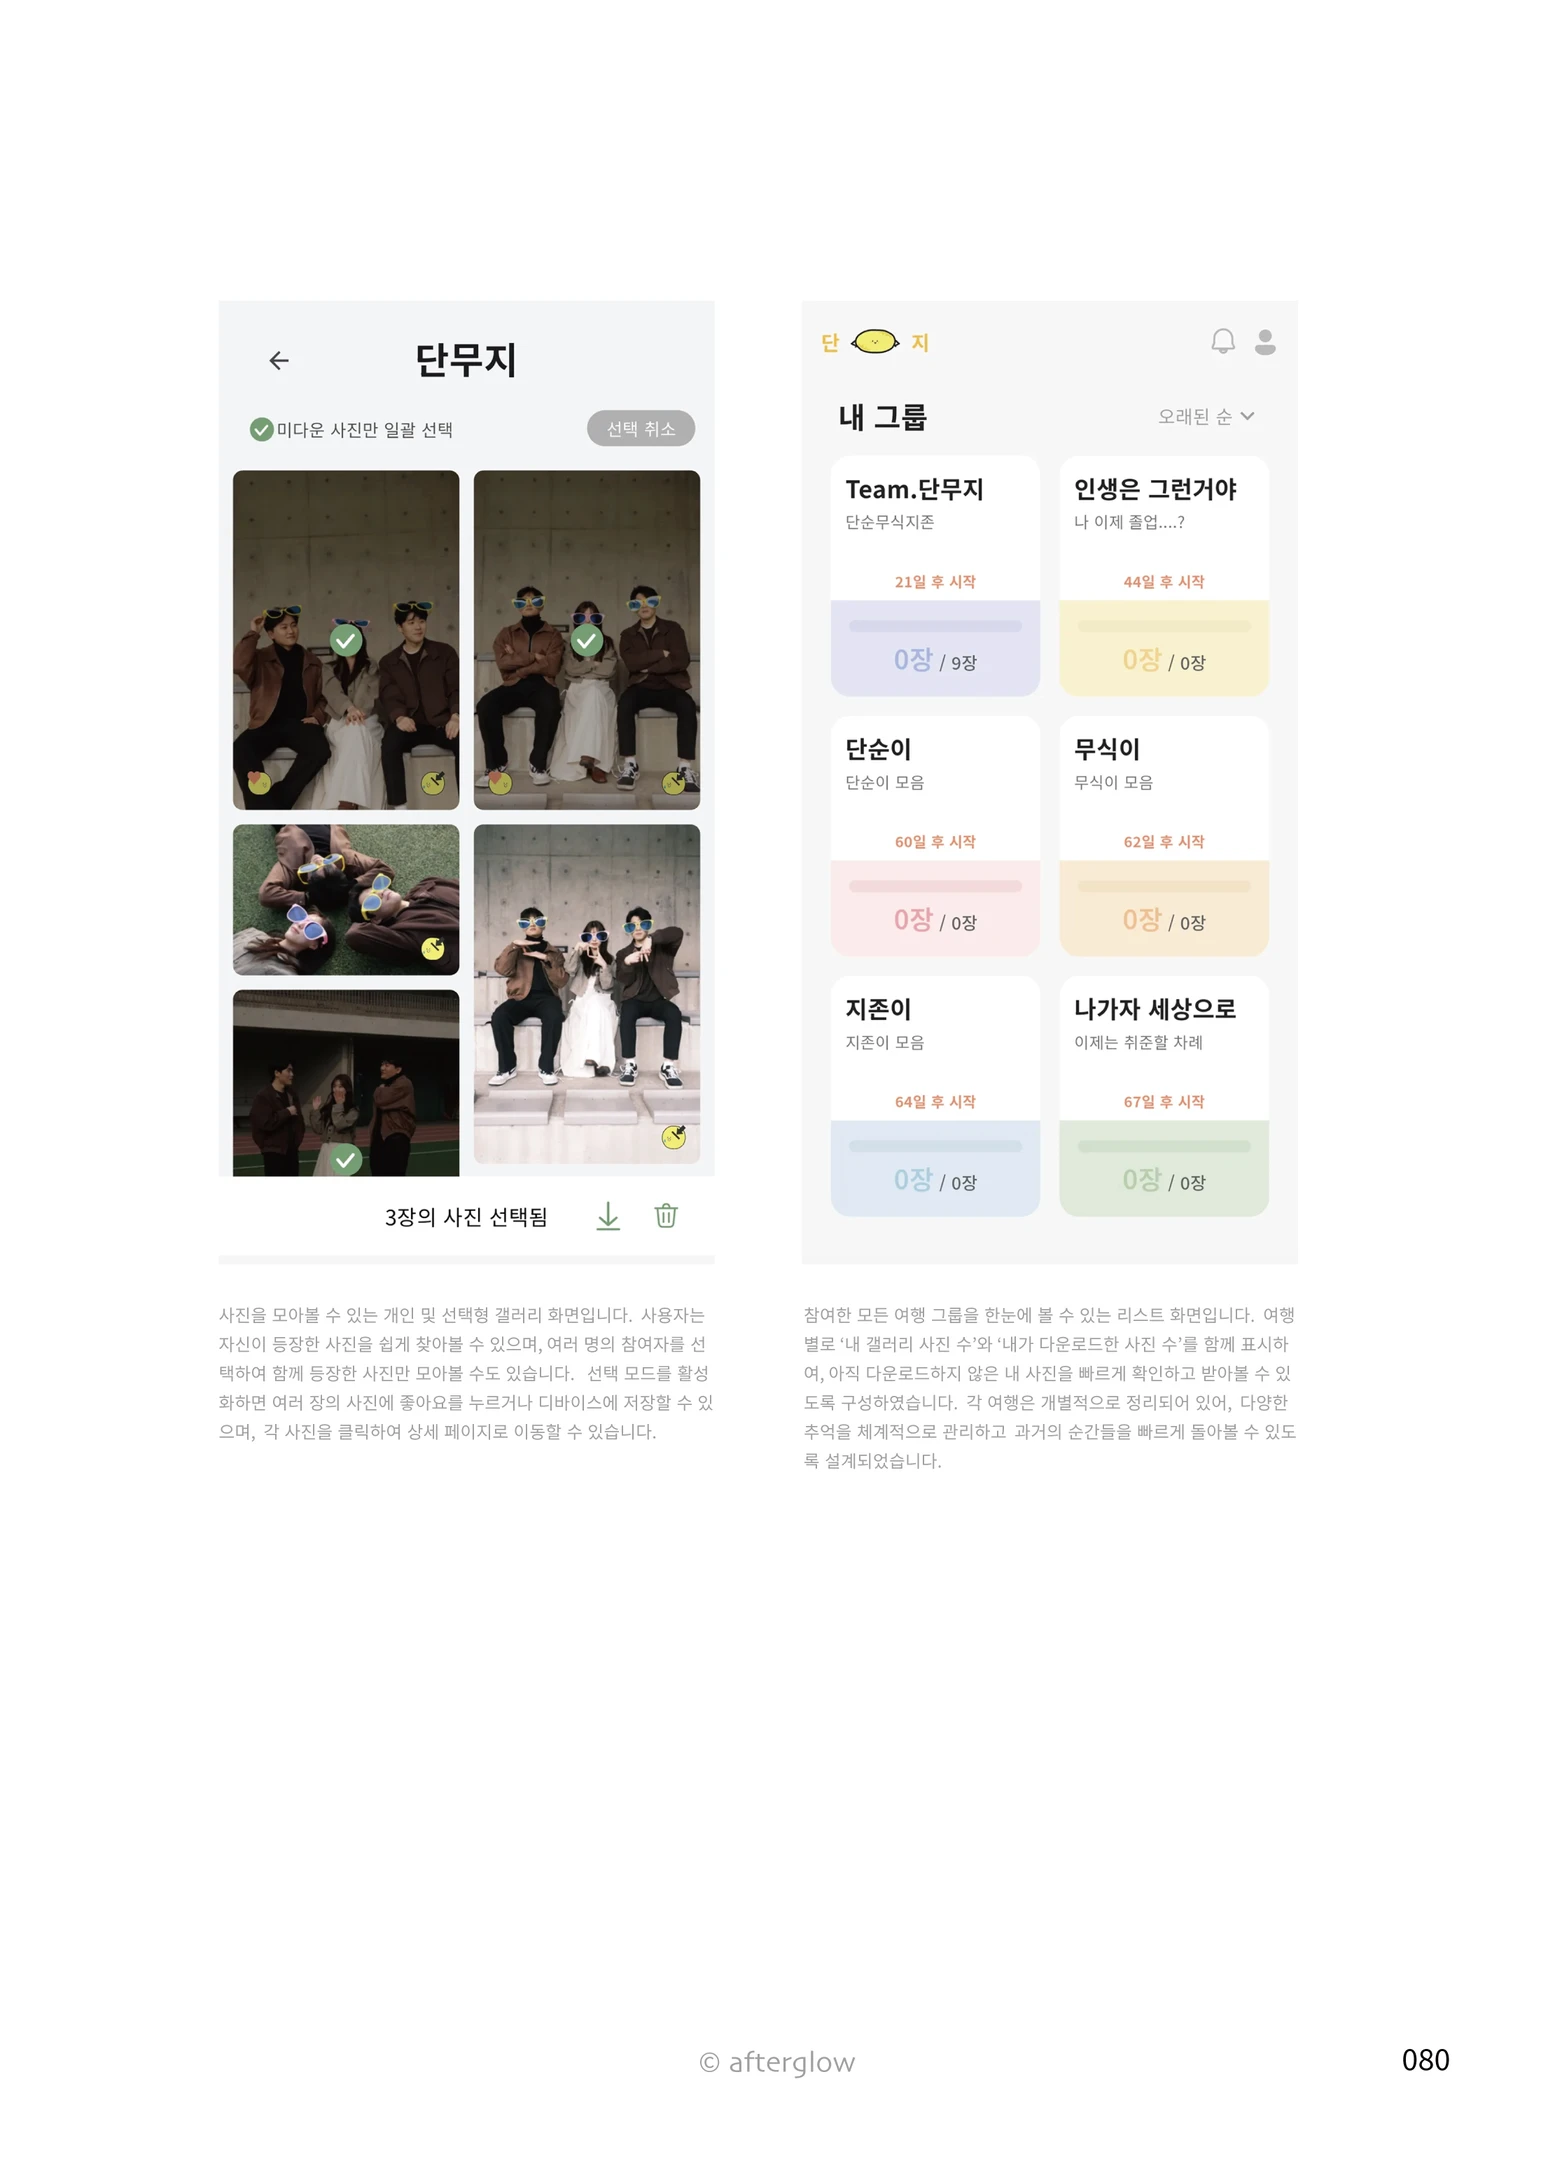 단무지
미다운 사진만 일괄 선택
선택 취소
3장의 사진 선택됨
사진을 모아볼 수 있는 개인 및 선택형 갤러리 화면입니다. 사용자는
자신이 등장한 사진을 쉽게 찾아볼 수 있으며, 여러 명의 참여자를 선
택하여 함께 등장한 사진만 모아볼 수도 있습니다. 선택 모드를 활성
화하면 여러 장의 사진에 좋아요를 누르거나 디바이스에 저장할 수 있
으며, 각 사진을 클릭하여 상세 페이지로 이동할 수 있습니다.
단 지
내 그룹
오래된 순
Team.단무지
단순무식지존
21일 후 시작
0장 / 9장
인생은 그런거야
나 이제 졸업....?
44일 후 시작
0장 / 0장
단순이
단순이 모음
60일 후 시작
0장 / 0장
무식이
무식이 모음
62일 후 시작
0장 / 0장
지존이
지존이 모음
64일 후 시작
0장 / 0장
나가자 세상으로
이제는 취준할 차례
67일 후 시작
0장 / 0장
참여한 모든 여행 그룹을 한눈에 볼 수 있는 리스트 화면입니다. 여행
별로 ‘내 갤러리 사진 수’와 ‘내가 다운로드한 사진 수’를 함께 표시하
여, 아직 다운로드하지 않은 내 사진을 빠르게 확인하고 받아볼 수 있
도록 구성하였습니다. 각 여행은 개별적으로 정리되어 있어, 다양한
추억을 체계적으로 관리하고 과거의 순간들을 빠르게 돌아볼 수 있도
록 설계되었습니다.
© afterglow
080